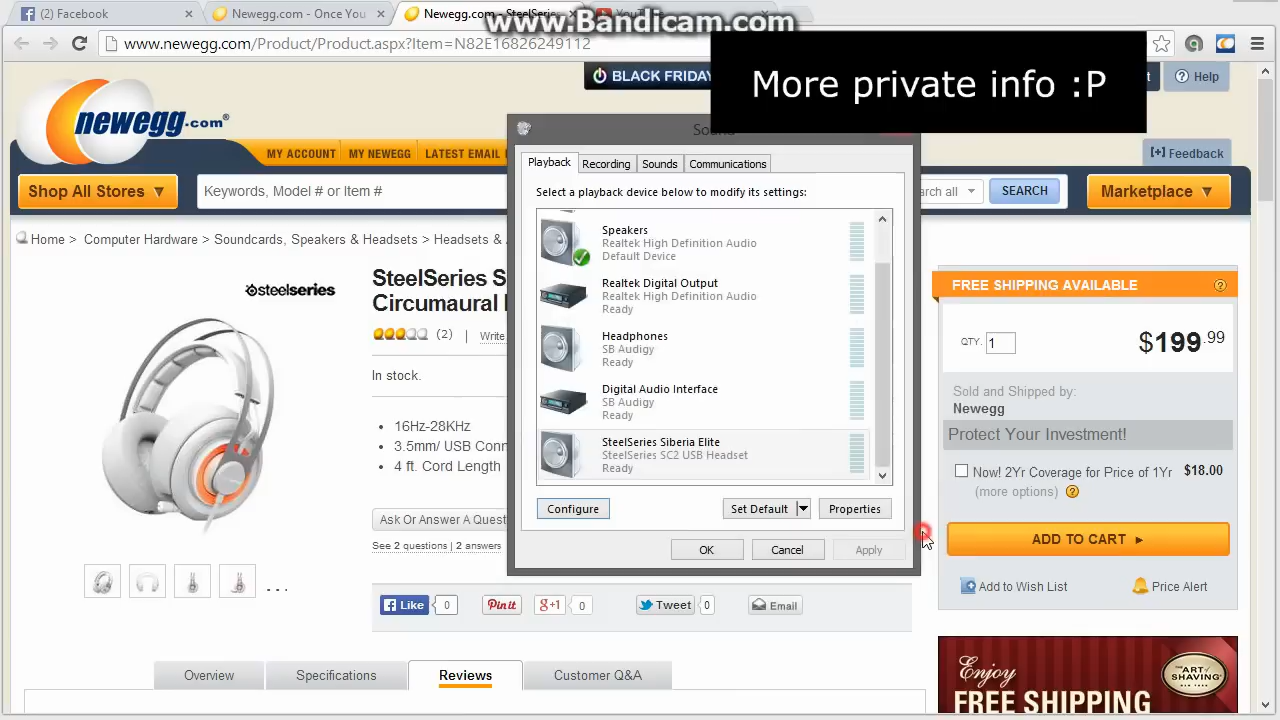 (2) Facebook
Newegg.com - Once You
Newegg.com - SteelSeries
www.Bandicam.com
www.newegg.com/Product/Product.aspx?Item=N82E16826249112
More private info :P
newegg.com®
BLACK FRIDAY
Help
MY ACCOUNT
MY NEWEGG
LATEST EMAIL
Feedback
Shop All Stores ▼
Keywords, Model # or Item #
arch all
SEARCH
Marketplace ▼
Home > Computer Hardware > Soundcards, Speakers & Headsets > Headsets &
steelseries
SteelSeries S
Circumaural
(2) | Write
In stock.
16Hz-28KHz
3.5mm/ USB Conn
4 ft. Cord Length
Ask Or Answer A Quest
See 2 questions | 2 answers
...
Sound
Playback
Recording
Sounds
Communications
Select a playback device below to modify its settings:
Speakers
Realtek High Definition Audio
Default Device
Realtek Digital Output
Realtek High Definition Audio
Ready
Headphones
SB Audigy
Ready
Digital Audio Interface
SB Audigy
Ready
SteelSeries Siberia Elite
SteelSeries SC2 USB Headset
Ready
Configure
Set Default
Properties
OK
Cancel
Apply
FREE SHIPPING AVAILABLE
QTY. 1
$199.99
Sold and Shipped by:
Newegg
Protect Your Investment!
Now! 2Yr Coverage for Price of 1Yr $18.00
(more options)
ADD TO CART ►
Add to Wish List
Price Alert
Like 0
Pin it
g+1 0
Tweet 0
Email
Overview
Specifications
Reviews
Customer Q&A
Enjoy
FREE SHIPPING
THE ART of SHAVING